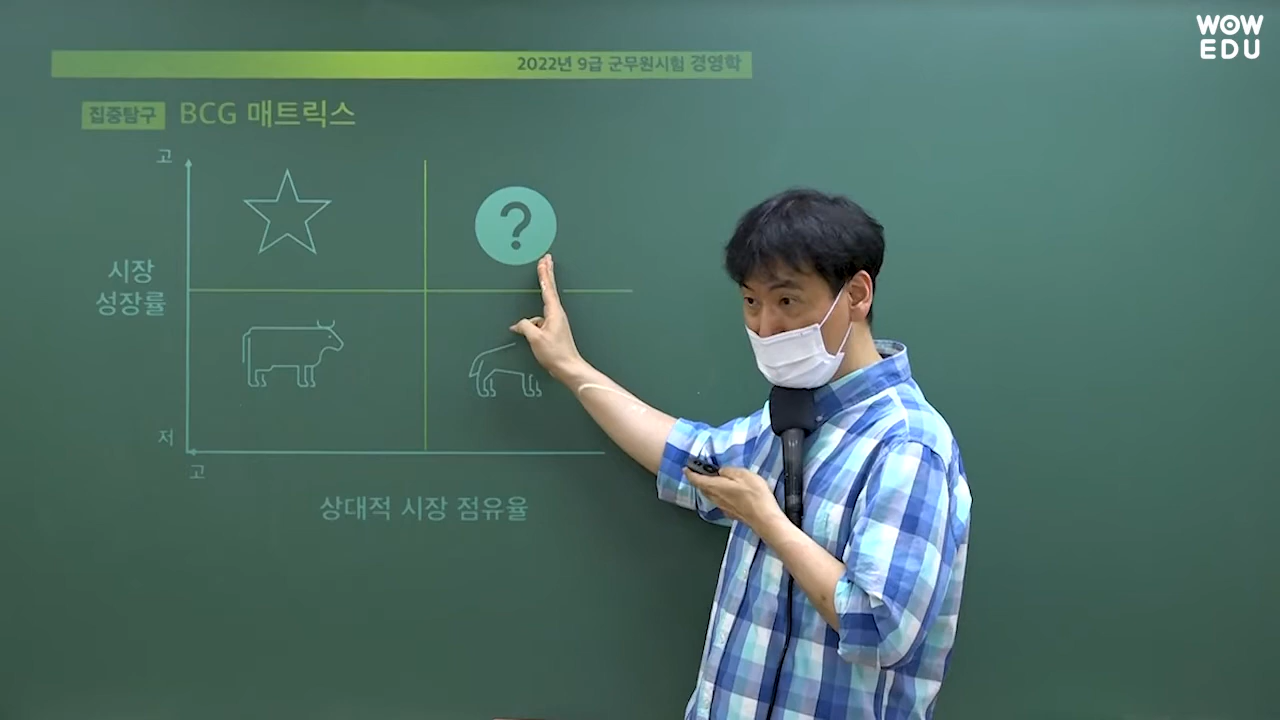 WOW
EDU
2022년 9급 군무원시험 경영학
집중탐구 BCG 매트릭스
고
?
시장
성장률
저
고
상대적 시장 점유율